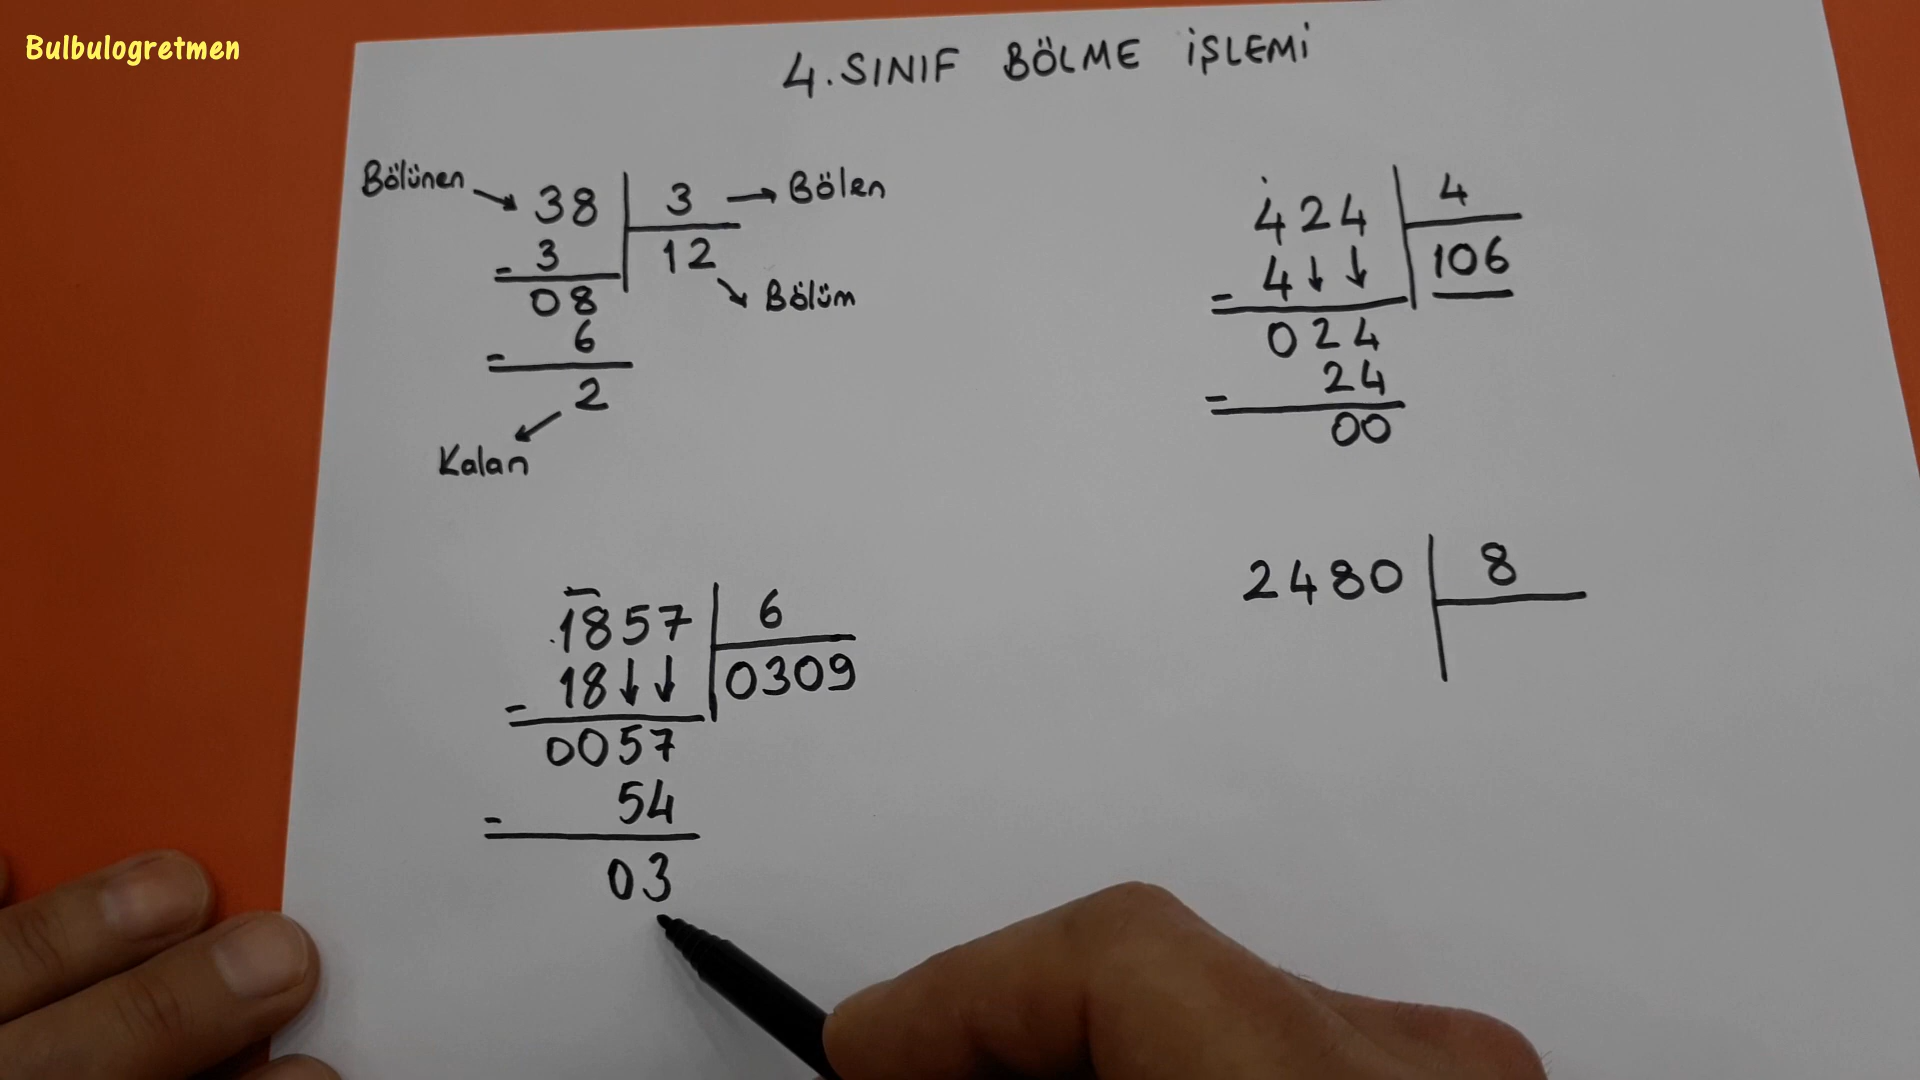 Bulbulogretmen
4. SINIF BÖLME İŞLEMİ
Bölünen
38 3 Bölen
- 3 12
08 Bölüm
- 6
2
Kalan
424 4
- 4 ↓ ↓ 106
024
- 24
00
1857 6
- 18 ↓ ↓ 0309
0057
- 54
03
2480 8